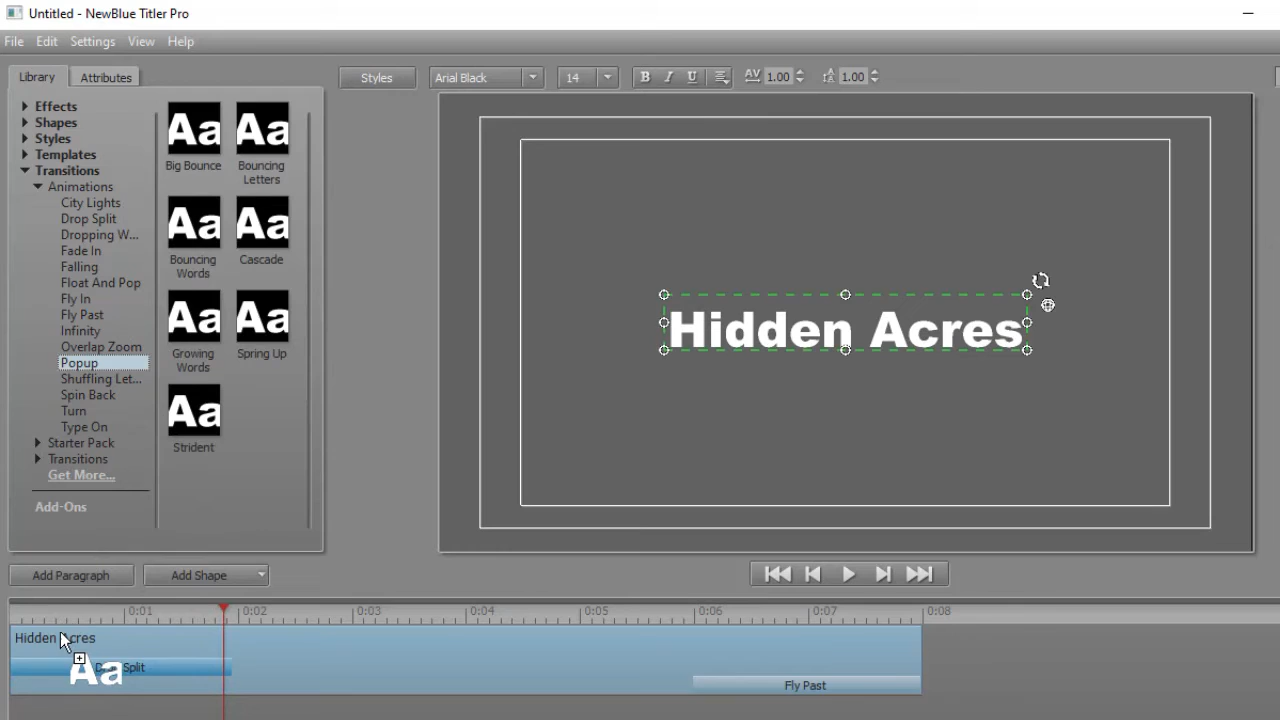 Untitled - NewBlue Titler Pro
File Edit Settings View Help
Library Attributes
Styles Arial Black 14 B I U AV 1.00 1.00
Effects
Shapes
Styles
Templates
Transitions
Animations
City Lights
Drop Split
Dropping W...
Fade In
Falling
Float And Pop
Fly In
Fly Past
Infinity
Overlap Zoom
Popup
Shuffling Let...
Spin Back
Turn
Type On
Starter Pack
Transitions
Get More...
Add-Ons
Aa Aa
Big Bounce Bouncing Letters
Aa Aa
Bouncing Words Cascade
Aa Aa
Growing Words Spring Up
Aa
Strident
Hidden Acres
Add Paragraph Add Shape
0:01 0:02 0:03 0:04 0:05 0:06 0:07 0:08
Hidden Acres
Split
Aa
Fly Past